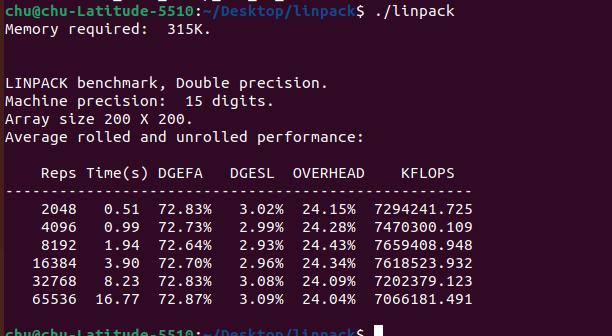 chu@chu-Latitude-5510:~/Desktop/linpack$ ./linpack
Memory required:  315K.
LINPACK benchmark, Double precision.
Machine precision:  15 digits.
Array size 200 X 200.
Average rolled and unrolled performance:
    Reps Time(s) DGEFA   DGESL  OVERHEAD    KFLOPS
----------------------------------------------------
    2048   0.51  72.83%   3.02%  24.15%  7294241.725
    4096   0.99  72.73%   2.99%  24.28%  7470300.109
    8192   1.94  72.64%   2.93%  24.43%  7659408.948
   16384   3.90  72.70%   2.96%  24.34%  7618523.932
   32768   8.23  72.83%   3.08%  24.09%  7202379.123
   65536  16.77  72.87%   3.09%  24.04%  7066181.491
chu@chu-Latitude-5510:~/Desktop/linpack$